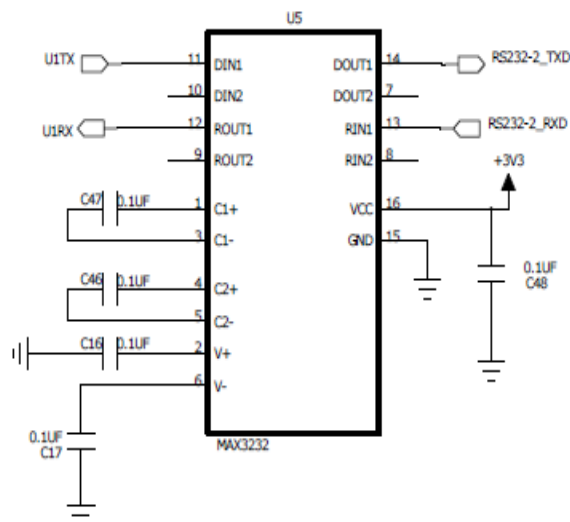 U5
U1TX 11 DIN1 DOUT1 14 RS232-2_TXD
10 DIN2 DOUT2 7
U1RX 12 ROUT1 RIN1 13 RS232-2_RXD
9 ROUT2 RIN2 8
+3V3
C47 0.1UF 1 C1+ VCC 16
3 C1- GND 15
0.1UF
C48
C46 0.1UF 4 C2+
5 C2-
C16 0.1UF 2 V+
6 V-
0.1UF
C17
MAX3232